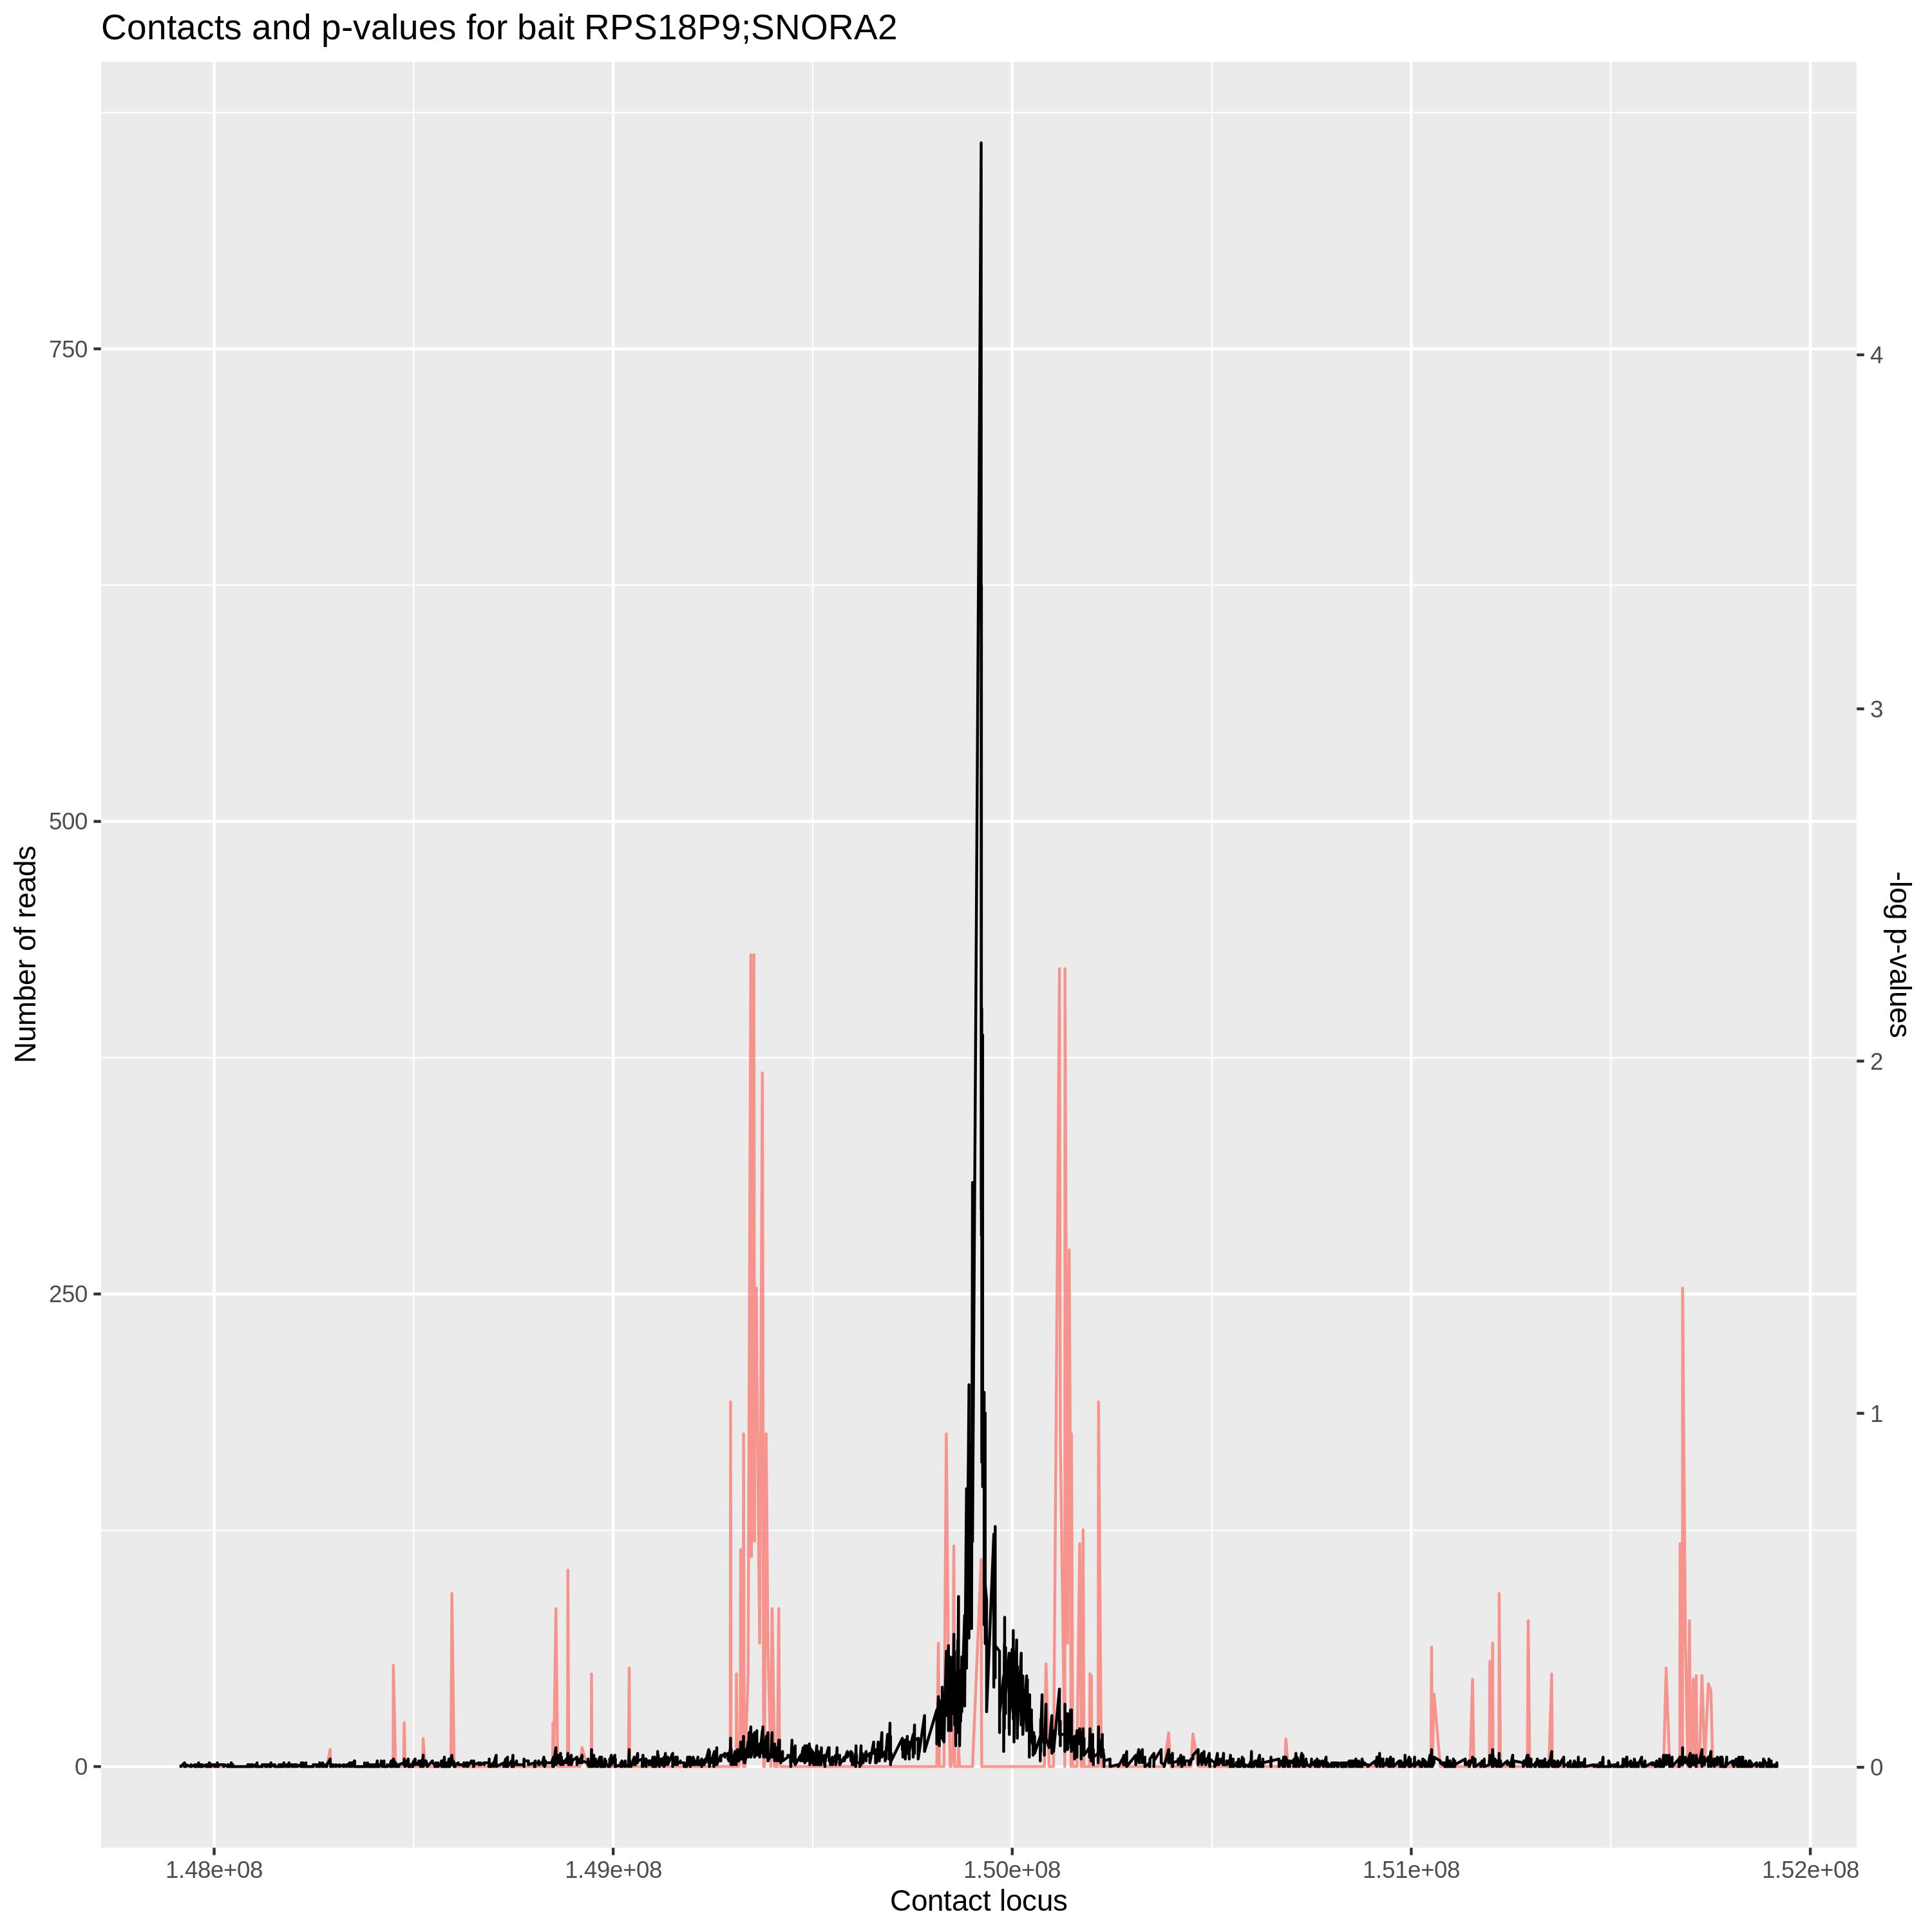 Contacts and p-values for bait RPS18P9;SNORA2
Number of reads
750
500
250
0
4
3
2
1
0
-log p-values
1.48e+08
1.49e+08
1.50e+08
1.51e+08
1.52e+08
Contact locus